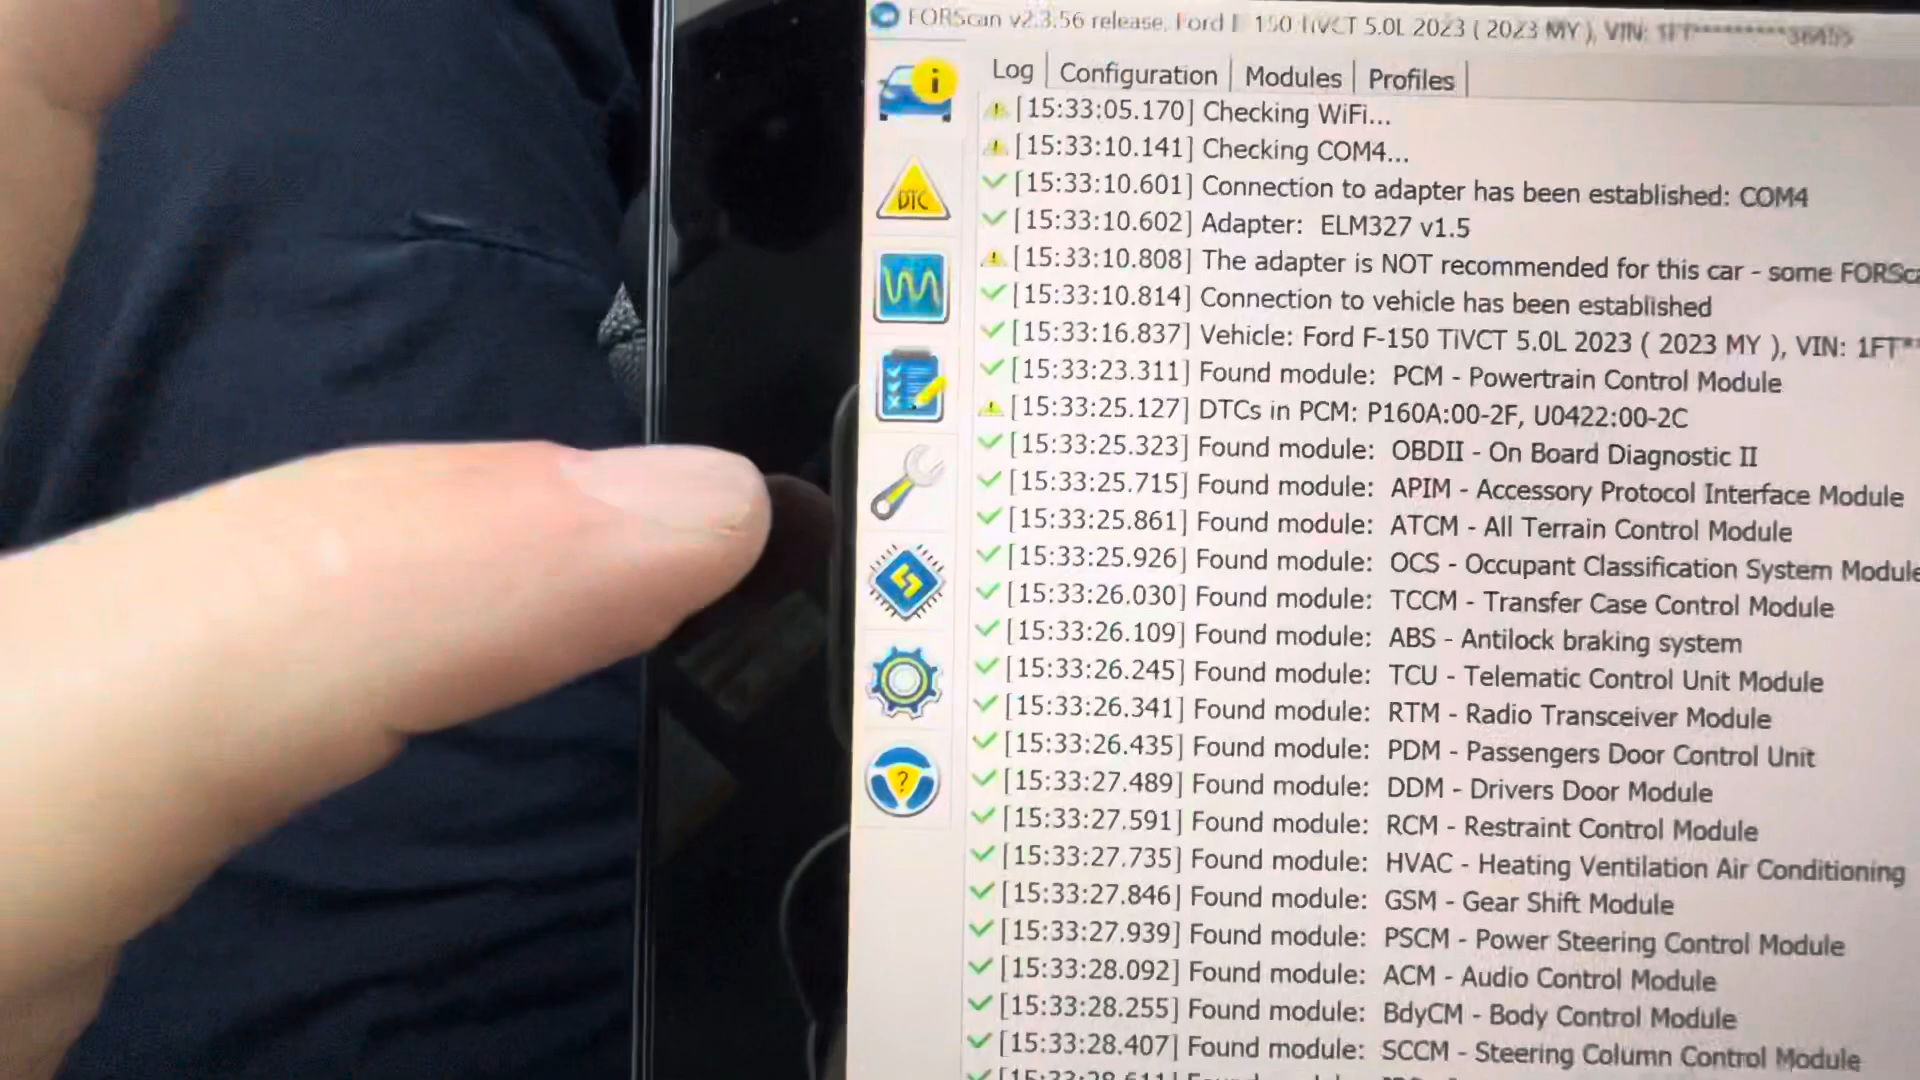 FORScan v2.3.56 release, Ford F-150 TiVCT 5.0L 2023 ( 2023 MY ), VIN: 1FT**********36455
Log Configuration Modules Profiles
[15:33:05.170] Checking WiFi...
[15:33:10.141] Checking COM4...
[15:33:10.601] Connection to adapter has been established: COM4
[15:33:10.602] Adapter: ELM327 v1.5
[15:33:10.808] The adapter is NOT recommended for this car - some FORSca
[15:33:10.814] Connection to vehicle has been established
[15:33:16.837] Vehicle: Ford F-150 TiVCT 5.0L 2023 ( 2023 MY ), VIN: 1FT**
[15:33:23.311] Found module: PCM - Powertrain Control Module
DTC
[15:33:25.127] DTCs in PCM: P160A:00-2F, U0422:00-2C
[15:33:25.323] Found module: OBDII - On Board Diagnostic II
[15:33:25.715] Found module: APIM - Accessory Protocol Interface Module
[15:33:25.861] Found module: ATCM - All Terrain Control Module
[15:33:25.926] Found module: OCS - Occupant Classification System Module
[15:33:26.030] Found module: TCCM - Transfer Case Control Module
[15:33:26.109] Found module: ABS - Antilock braking system
[15:33:26.245] Found module: TCU - Telematic Control Unit Module
[15:33:26.341] Found module: RTM - Radio Transceiver Module
[15:33:26.435] Found module: PDM - Passengers Door Control Unit
[15:33:27.489] Found module: DDM - Drivers Door Module
[15:33:27.591] Found module: RCM - Restraint Control Module
[15:33:27.735] Found module: HVAC - Heating Ventilation Air Conditioning
[15:33:27.846] Found module: GSM - Gear Shift Module
[15:33:27.939] Found module: PSCM - Power Steering Control Module
[15:33:28.092] Found module: ACM - Audio Control Module
[15:33:28.255] Found module: BdyCM - Body Control Module
[15:33:28.407] Found module: SCCM - Steering Column Control Module